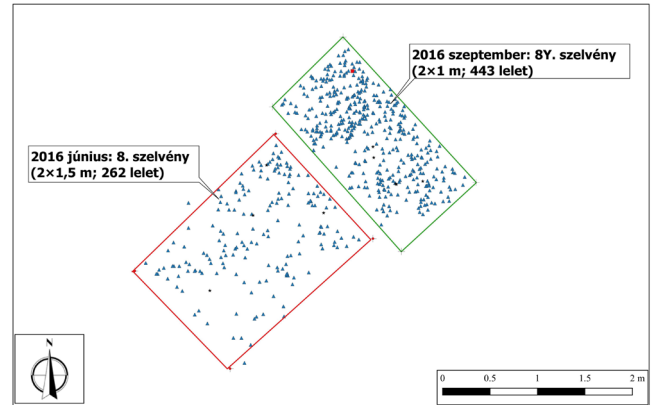 2016 szeptember: 8Y. szelvény
(2×1 m; 443 lelet)
2016 június: 8. szelvény
(2×1,5 m; 262 lelet)
N
0 0.5 1 1.5 2 m